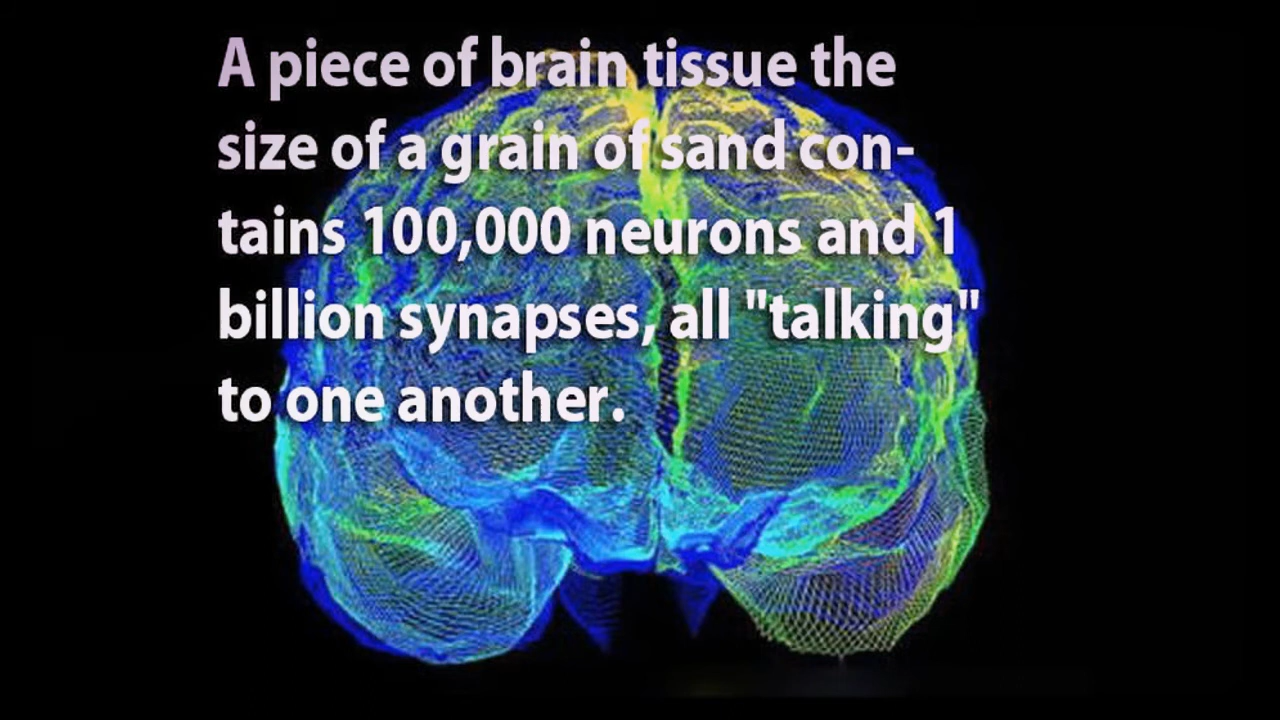 A piece of brain tissue the
size of a grain of sand con-
tains 100,000 neurons and 1
billion synapses, all "talking"
to one another.